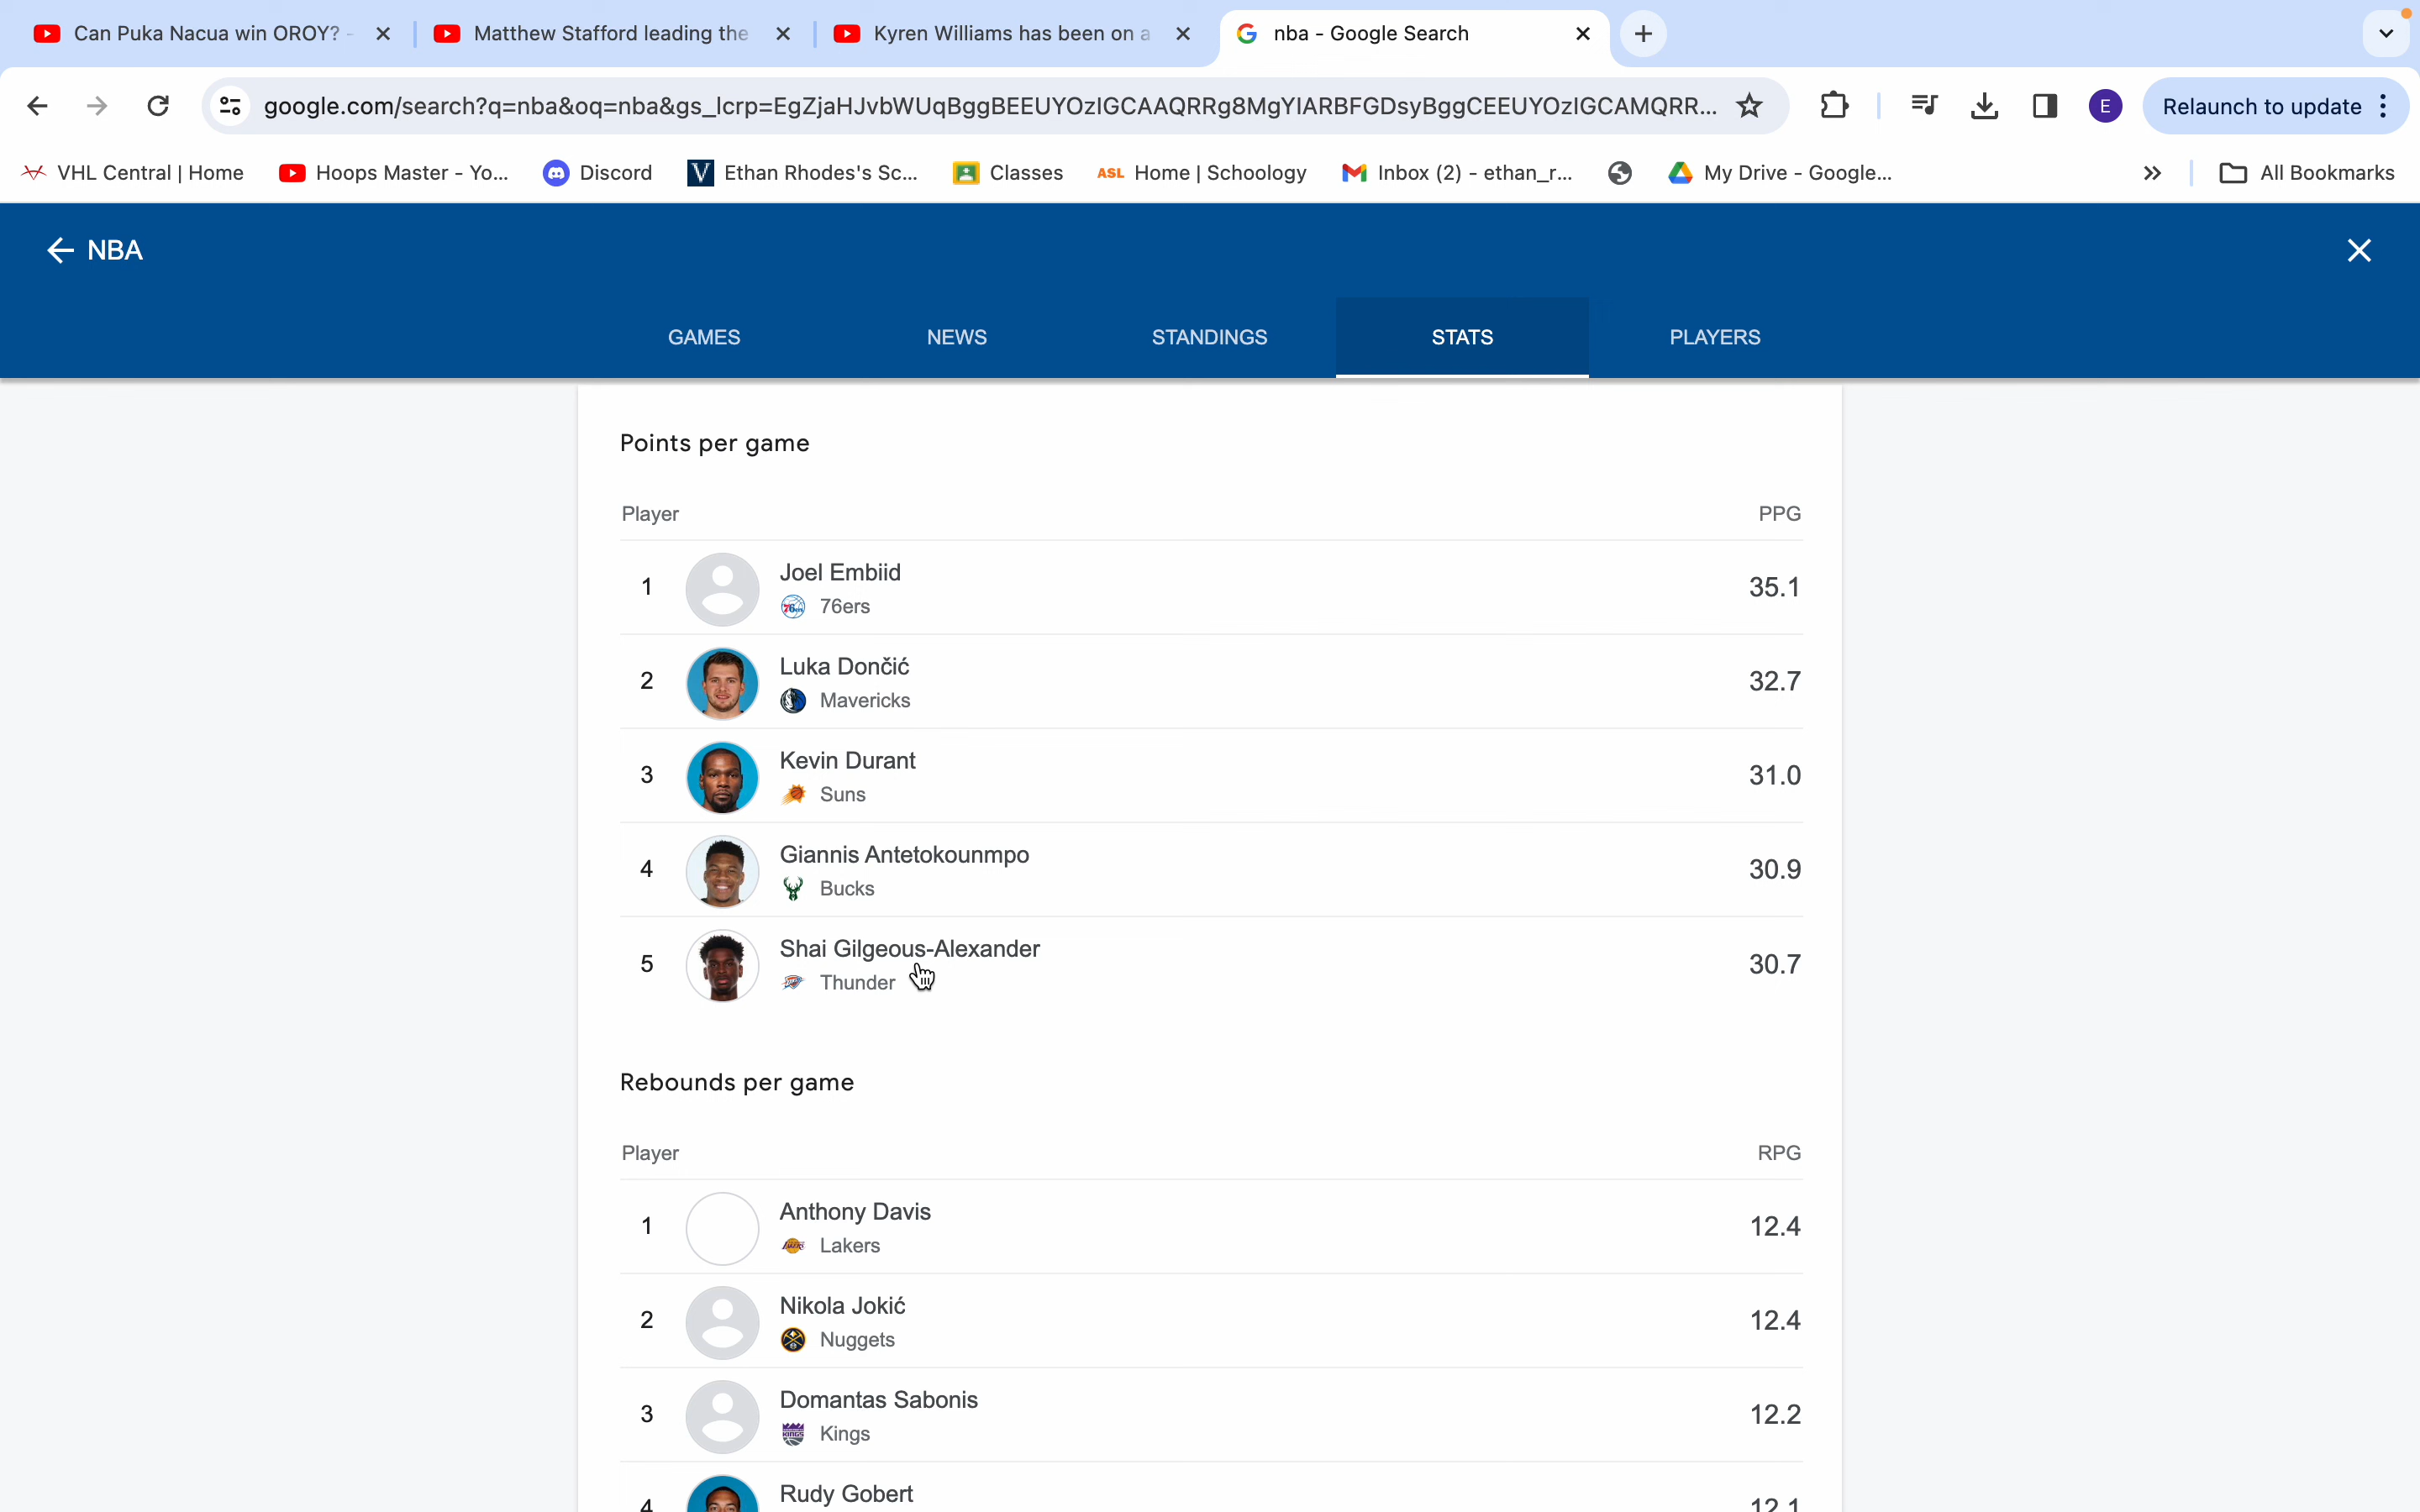 Can Puka Nacua win OROY? -
Matthew Stafford leading the
Kyren Williams has been on a
nba - Google Search
google.com/search?q=nba&oq=nba&gs_lcrp=EgZjaHJvbWUqBggBEEUYOzIGCAAQRRg8MgYIARBFGDsyBggCEEUYOzIGCAMQRR...
E
Relaunch to update
VHL Central | Home
Hoops Master - Yo...
Discord
V Ethan Rhodes's Sc...
Classes
ASL Home | Schoology
Inbox (2) - ethan_r...
My Drive - Google...
All Bookmarks
NBA
GAMES
NEWS
STANDINGS
STATS
PLAYERS
Points per game
Player PPG
1 Joel Embiid 35.1
76ers
2 Luka Dončić 32.7
Mavericks
3 Kevin Durant 31.0
Suns
4 Giannis Antetokounmpo 30.9
Bucks
5 Shai Gilgeous-Alexander 30.7
Thunder
Rebounds per game
Player RPG
1 Anthony Davis 12.4
Lakers
2 Nikola Jokić 12.4
Nuggets
3 Domantas Sabonis 12.2
Kings
4 Rudy Gobert 12.1